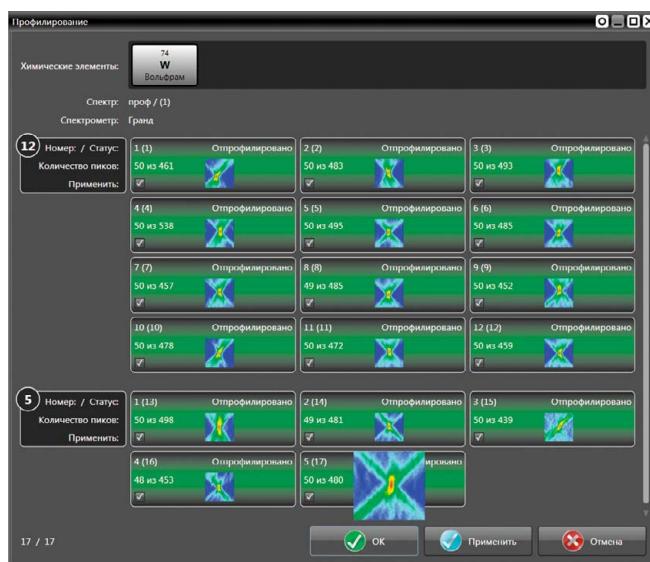 Профилирование
Химические элементы:
74
W
Вольфрам
Спектр: проф / (1)
Спектрометр: Гранд
12 Номер: / Статус: 1 (1) Отпрофилировано 2 (2) Отпрофилировано 3 (3) Отпрофилировано
Количество пиков: 50 из 461 50 из 483 50 из 493
Применить:
4 (4) Отпрофилировано 5 (5) Отпрофилировано 6 (6) Отпрофилировано
50 из 538 50 из 495 50 из 485
7 (7) Отпрофилировано 8 (8) Отпрофилировано 9 (9) Отпрофилировано
50 из 457 49 из 485 50 из 452
10 (10) Отпрофилировано 11 (11) Отпрофилировано 12 (12) Отпрофилировано
50 из 478 50 из 472 50 из 459
5 Номер: / Статус: 1 (13) Отпрофилировано 2 (14) Отпрофилировано 3 (15) Отпрофилировано
Количество пиков: 50 из 498 49 из 481 50 из 439
Применить:
4 (16) Отпрофилировано 5 (17) ировано
48 из 453 50 из 480
17 / 17 ОК Применить Отмена